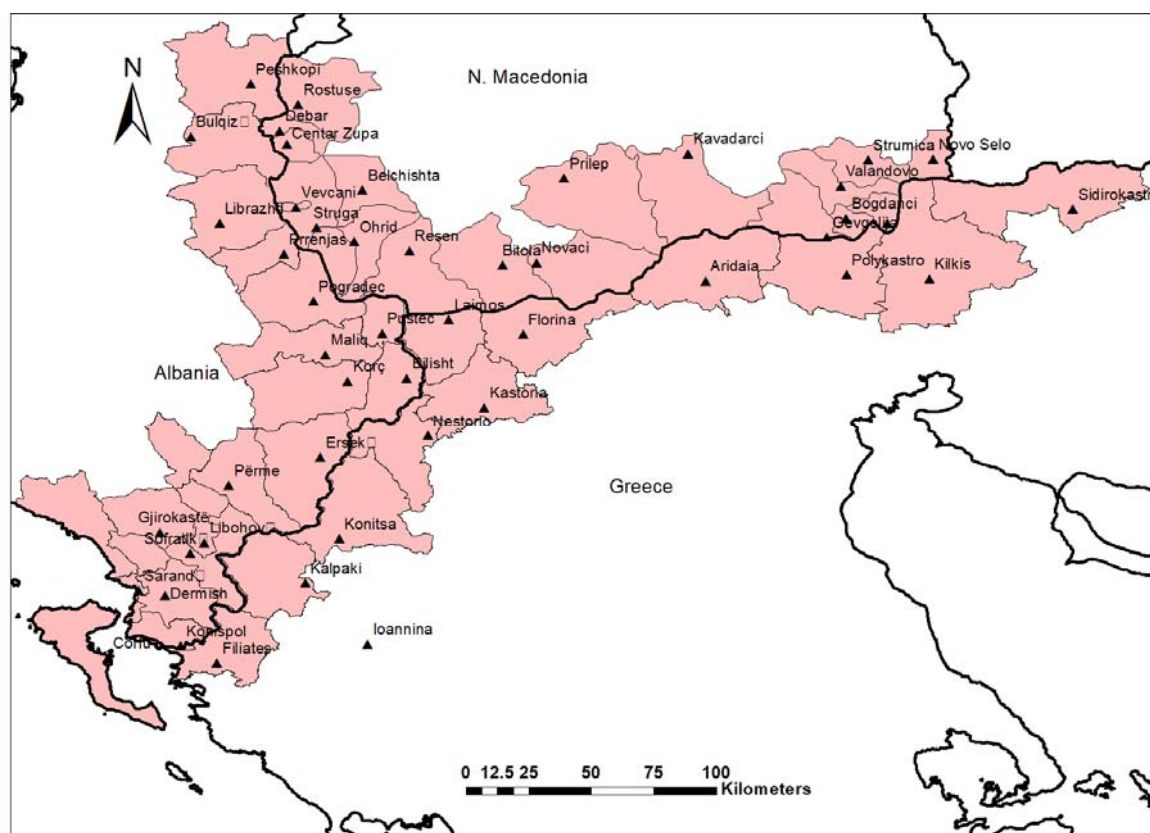 N
N. Macedonia
Peshkopi
Rostuse
Debar
Bulqiz
Centar Zupa
Kavadarci
Strumica
Novo Selo
Prilep
Valandovo
Belchishta
Vevcani
Sidirokastr
Librazhd
Struga
Bogdanci
Gevgelija
Ohrid
Resen
Prrenjas
Bitola
Novaci
Aridaia
Polykastro
Kilkis
Pogradec
Laimos
Pustec
Florina
Maliq
Albania
Korç
Bilisht
Kastoria
Nestorio
Ersek
Përme
Greece
Gjirokastë
Libohov
Sofratik
Konitsa
Sarand
Kalpaki
Dermish
Konispol
Ioannina
Corfu
Filiates
0 12.5 25 50 75 100
Kilometers